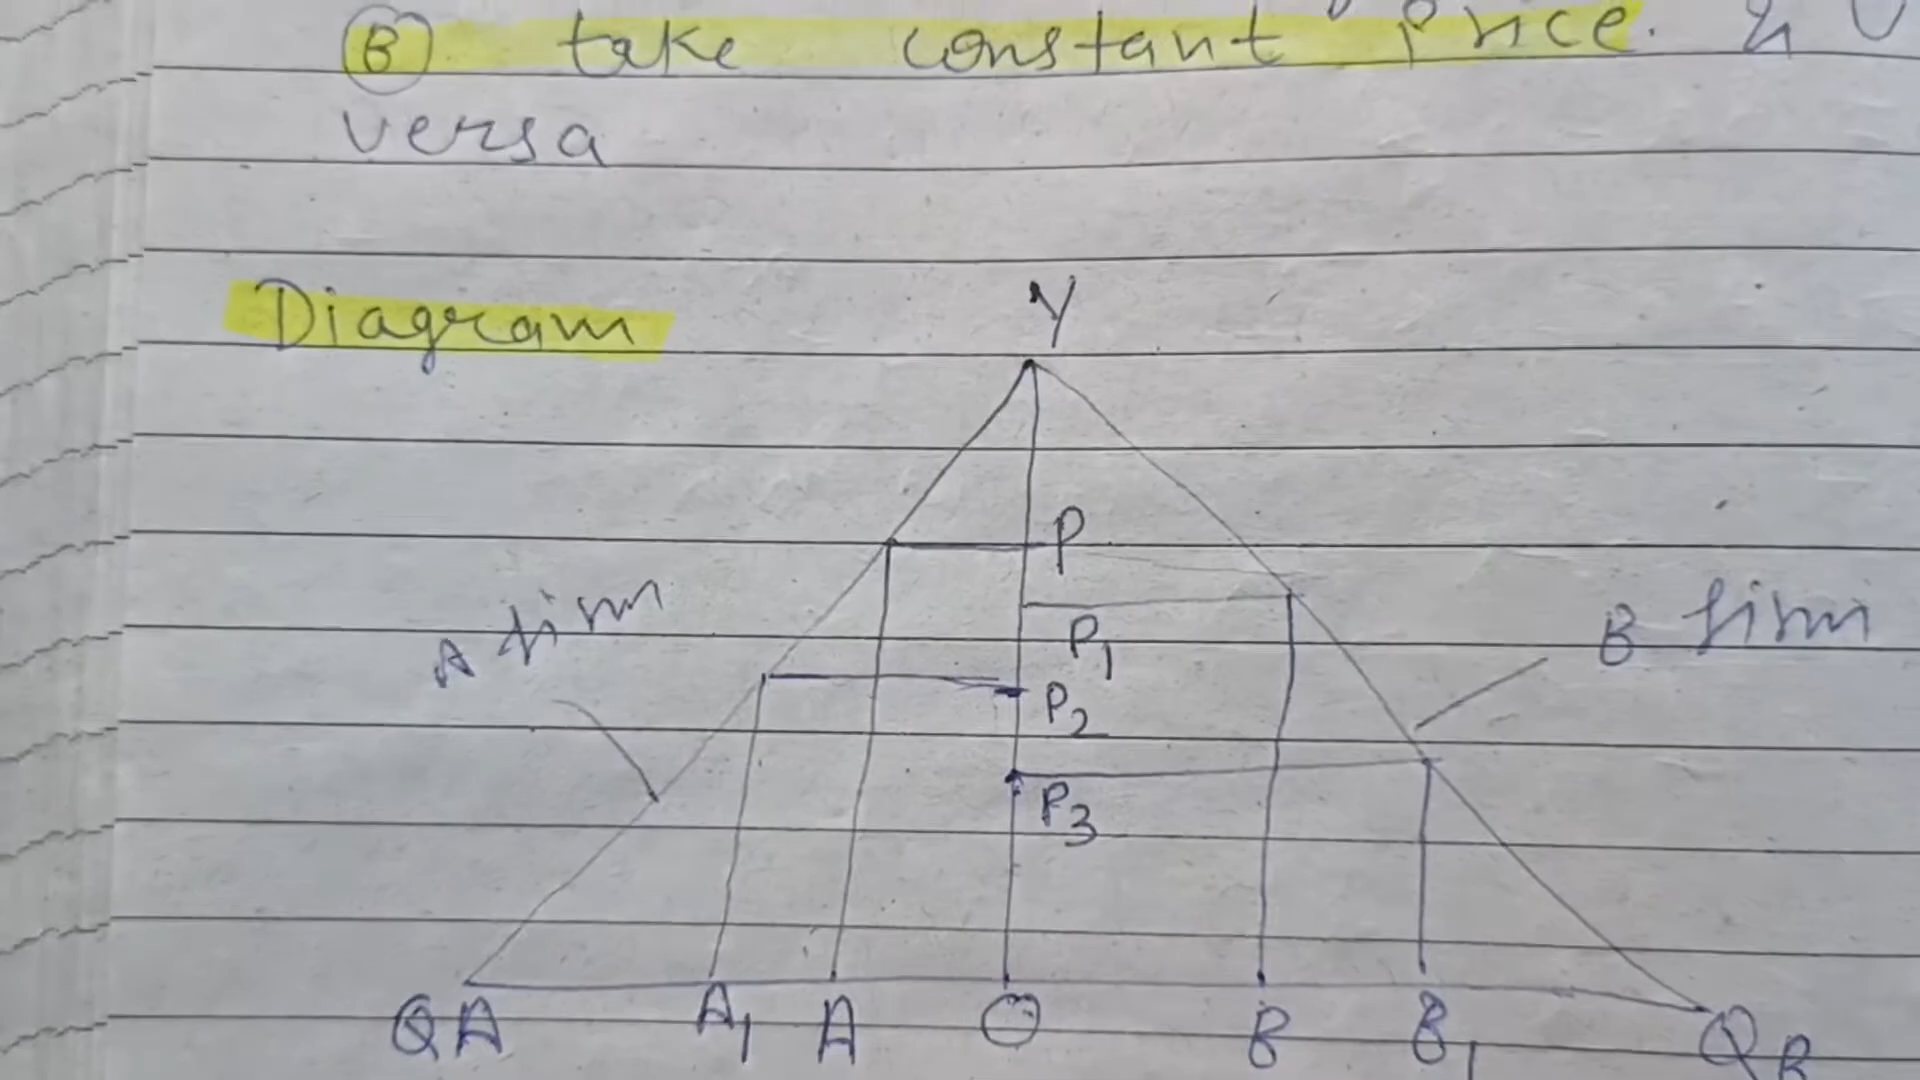 B take constant Price. &
versa
Diagram
Y
P
A firm
P1
B firm
P2
P3
QA A1 A O B B1 QB